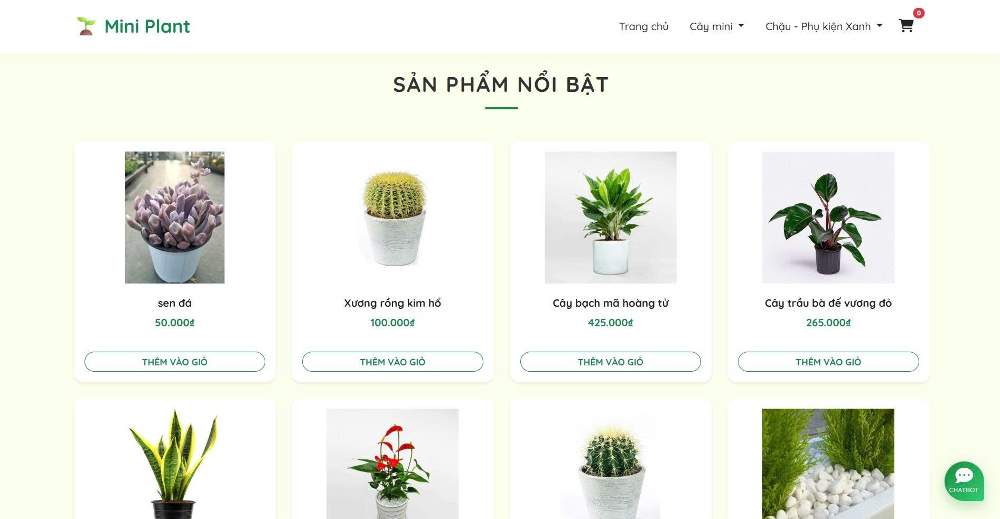 Mini Plant
Trang chủ
Cây mini
Chậu - Phụ kiện Xanh
0
SẢN PHẨM NỔI BẬT
sen đá
50.000₫
THÊM VÀO GIỎ
Xương rồng kim hổ
100.000₫
THÊM VÀO GIỎ
Cây bạch mã hoàng tử
425.000₫
THÊM VÀO GIỎ
Cây trầu bà đế vương đỏ
265.000₫
THÊM VÀO GIỎ
CHATBOT